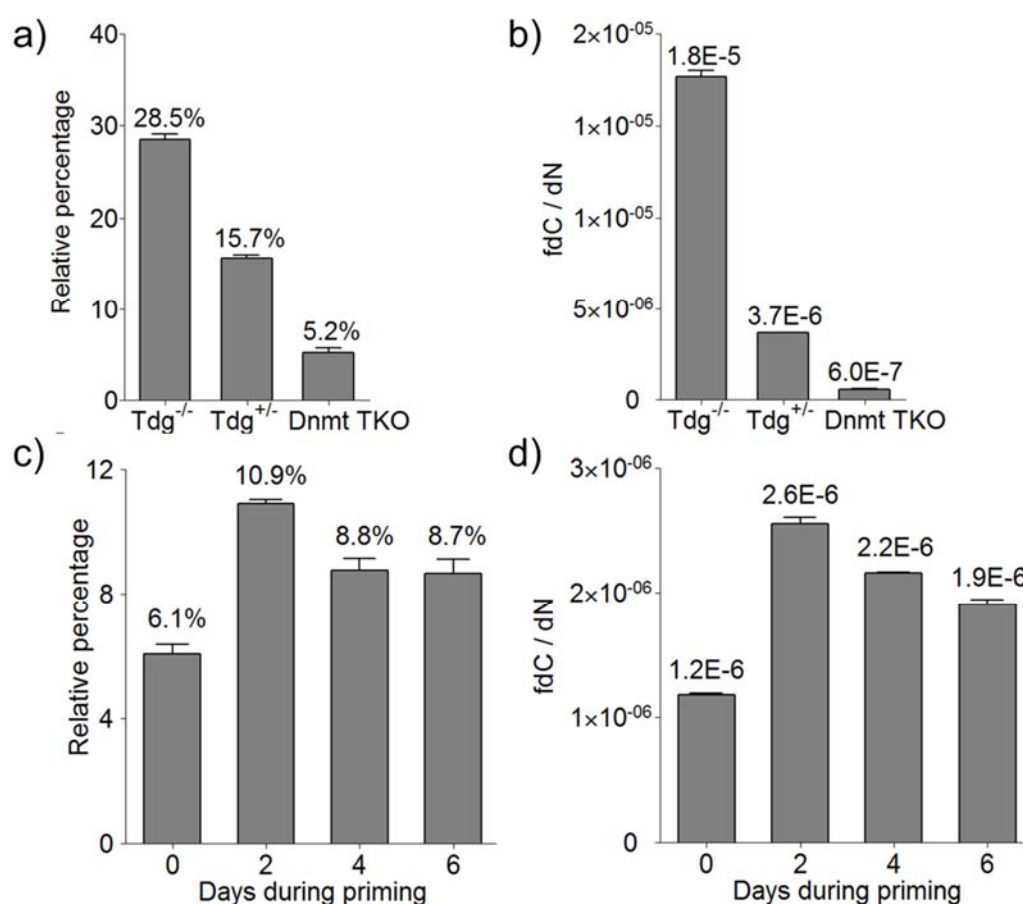 a)
Relative percentage
40
30
20
10
0
28.5%
15.7%
5.2%
Tdg-/-
Tdg+/-
Dnmt TKO
b)
fdC / dN
2×10-05
1×10-05
1×10-05
5×10-06
0
1.8E-5
3.7E-6
6.0E-7
Tdg-/-
Tdg+/-
Dnmt TKO
c)
Relative percentage
12
8
4
0
6.1%
10.9%
8.8%
8.7%
0
2
4
6
Days during priming
d)
fdC / dN
3×10-06
2×10-06
1×10-06
0
1.2E-6
2.6E-6
2.2E-6
1.9E-6
0
2
4
6
Days during priming